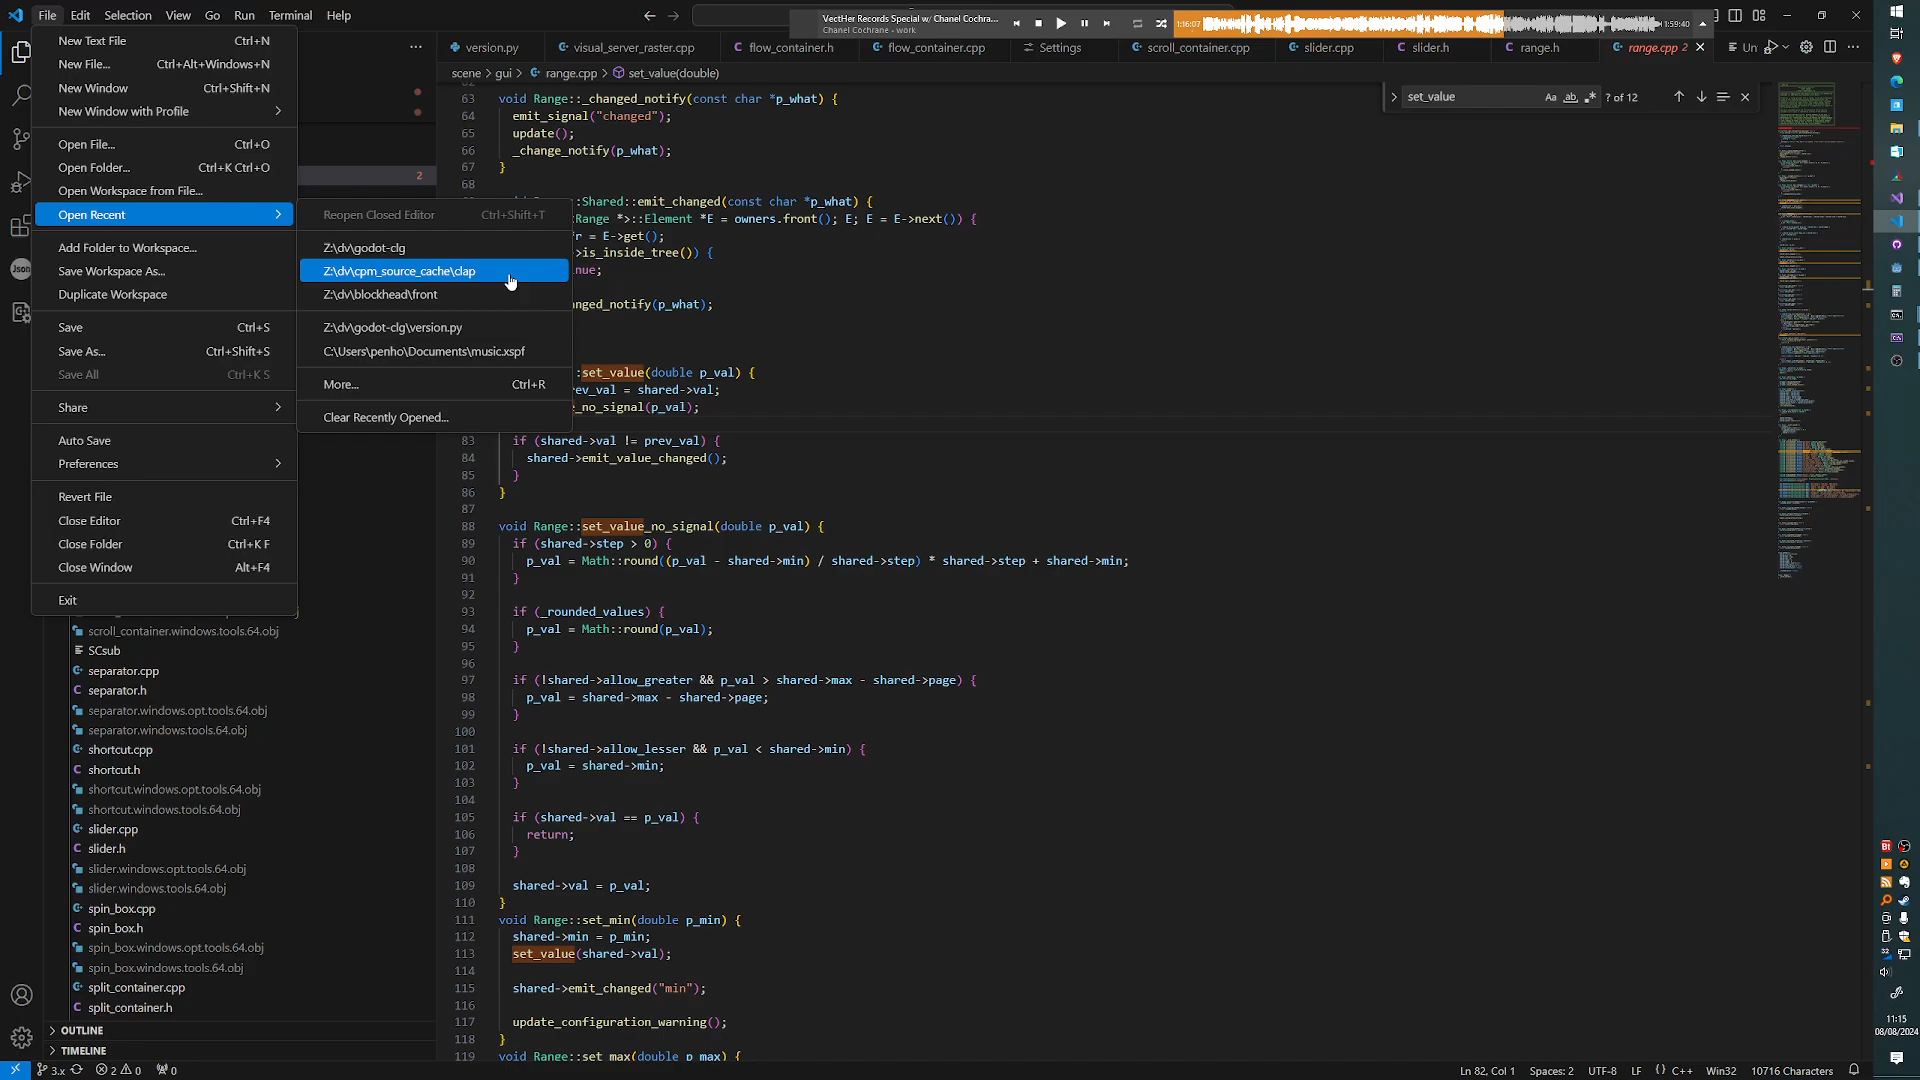 File Edit Selection View Go Run Terminal Help
VectHer Records Special w/ Chanel Cochra...
Chanel Cochrane - work
1:16:07
1:59:40
version.py visual_server_raster.cpp flow_container.h flow_container.cpp Settings scroll_container.cpp slider.cpp slider.h range.h range.cpp 2 Un
scene > gui > range.cpp > set_value(double)
set_value Aa ab ? of 12
New Text File Ctrl+N
New File... Ctrl+Alt+Windows+N
New Window Ctrl+Shift+N
New Window with Profile
Open File... Ctrl+O
Open Folder... Ctrl+K Ctrl+O
Open Workspace from File...
Open Recent
Add Folder to Workspace...
Save Workspace As...
Duplicate Workspace
Save Ctrl+S
Save As... Ctrl+Shift+S
Save All Ctrl+K S
Share
Auto Save
Preferences
Revert File
Close Editor Ctrl+F4
Close Folder Ctrl+K F
Close Window Alt+F4
Exit
2
Reopen Closed Editor Ctrl+Shift+T
Z:\dv\godot-clg
Z:\dv\cpm_source_cache\clap
Z:\dv\blockhead\front
Z:\dv\godot-clg\version.py
C:\Users\penho\Documents\music.xspf
More... Ctrl+R
Clear Recently Opened...
Json
scroll_container.windows.tools.64.obj
SCsub
separator.cpp
separator.h
separator.windows.opt.tools.64.obj
separator.windows.tools.64.obj
shortcut.cpp
shortcut.h
shortcut.windows.opt.tools.64.obj
shortcut.windows.tools.64.obj
slider.cpp
slider.h
slider.windows.opt.tools.64.obj
slider.windows.tools.64.obj
spin_box.cpp
spin_box.h
spin_box.windows.opt.tools.64.obj
spin_box.windows.tools.64.obj
split_container.cpp
split_container.h
OUTLINE
TIMELINE
63 void Range::_changed_notify(const char *p_what) {
64 emit_signal("changed");
65 update();
66 _change_notify(p_what);
67 }
68
:Shared::emit_changed(const char *p_what) {
Range *>::Element *E = owners.front(); E; E = E->next()) {
r = E->get();
>is_inside_tree()) {
nue;
nged_notify(p_what);
:set_value(double p_val) {
ev_val = shared->val;
_no_signal(p_val);
83 if (shared->val != prev_val) {
84 shared->emit_value_changed();
85 }
86 }
87
88 void Range::set_value_no_signal(double p_val) {
89 if (shared->step > 0) {
90 p_val = Math::round((p_val - shared->min) / shared->step) * shared->step + shared->min;
91 }
92
93 if (_rounded_values) {
94 p_val = Math::round(p_val);
95 }
96
97 if (!shared->allow_greater && p_val > shared->max - shared->page) {
98 p_val = shared->max - shared->page;
99 }
100
101 if (!shared->allow_lesser && p_val < shared->min) {
102 p_val = shared->min;
103 }
104
105 if (shared->val == p_val) {
106 return;
107 }
108
109 shared->val = p_val;
110 }
111 void Range::set_min(double p_min) {
112 shared->min = p_min;
113 set_value(shared->val);
114
115 shared->emit_changed("min");
116
117 update_configuration_warning();
118 }
119 void Range::set_max(double p_max) {
3.x 2 0 0
Ln 82, Col 1 Spaces: 2 UTF-8 LF {} C++ Win32 10716 Characters
11:15
08/08/2024